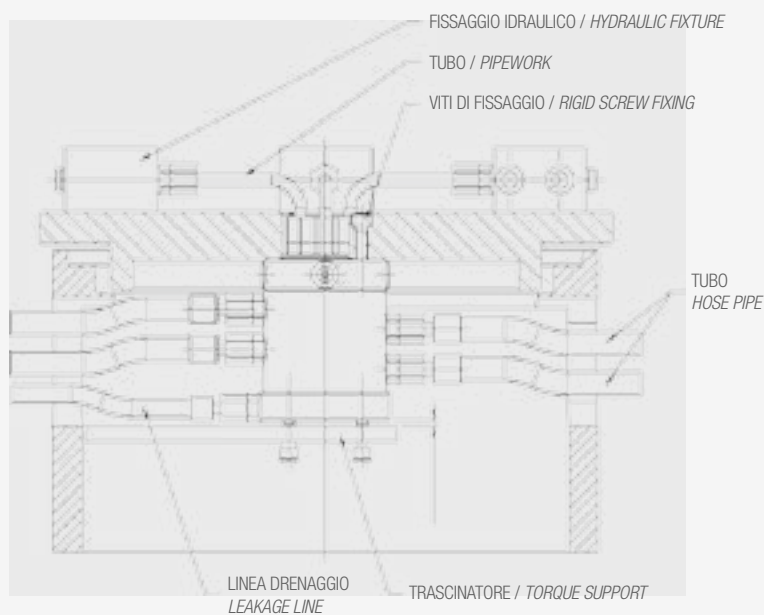 FISSAGGIO IDRAULICO / HYDRAULIC FIXTURE
TUBO / PIPEWORK
VITI DI FISSAGGIO / RIGID SCREW FIXING
TUBO
HOSE PIPE
LINEA DRENAGGIO
LEAKAGE LINE
TRASCINATORE / TORQUE SUPPORT